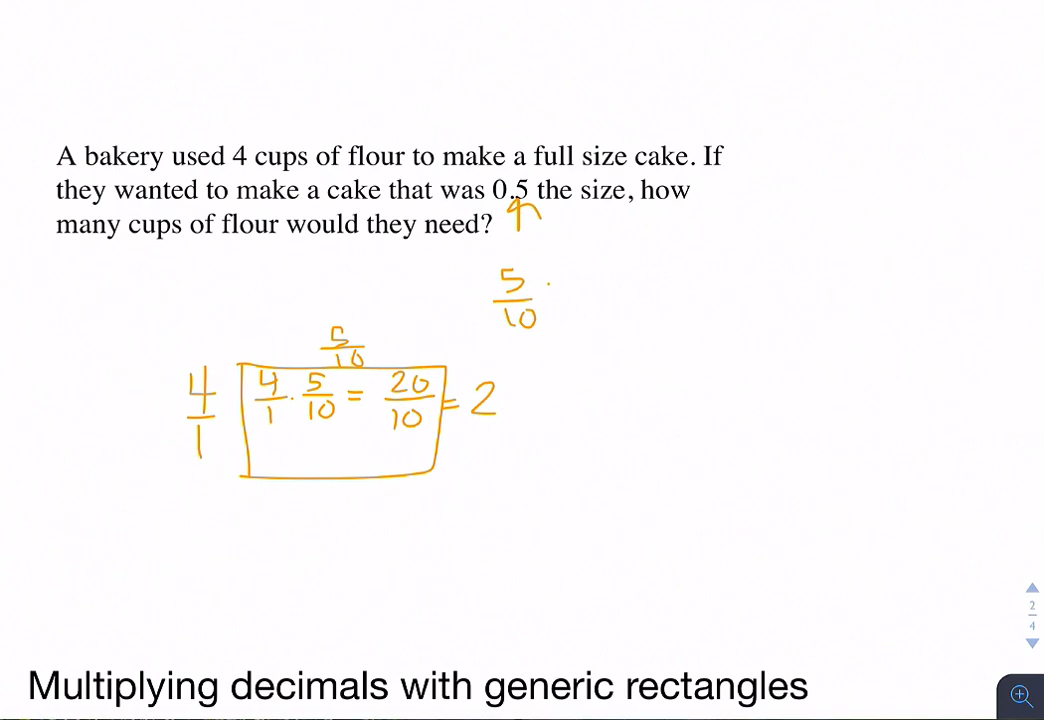 A bakery used 4 cups of flour to make a full size cake. If
they wanted to make a cake that was 0.5 the size, how
many cups of flour would they need?
5/10 ·
5/10
4/1 4/1 · 5/10 = 20/10 = 2
2/4
Multiplying decimals with generic rectangles